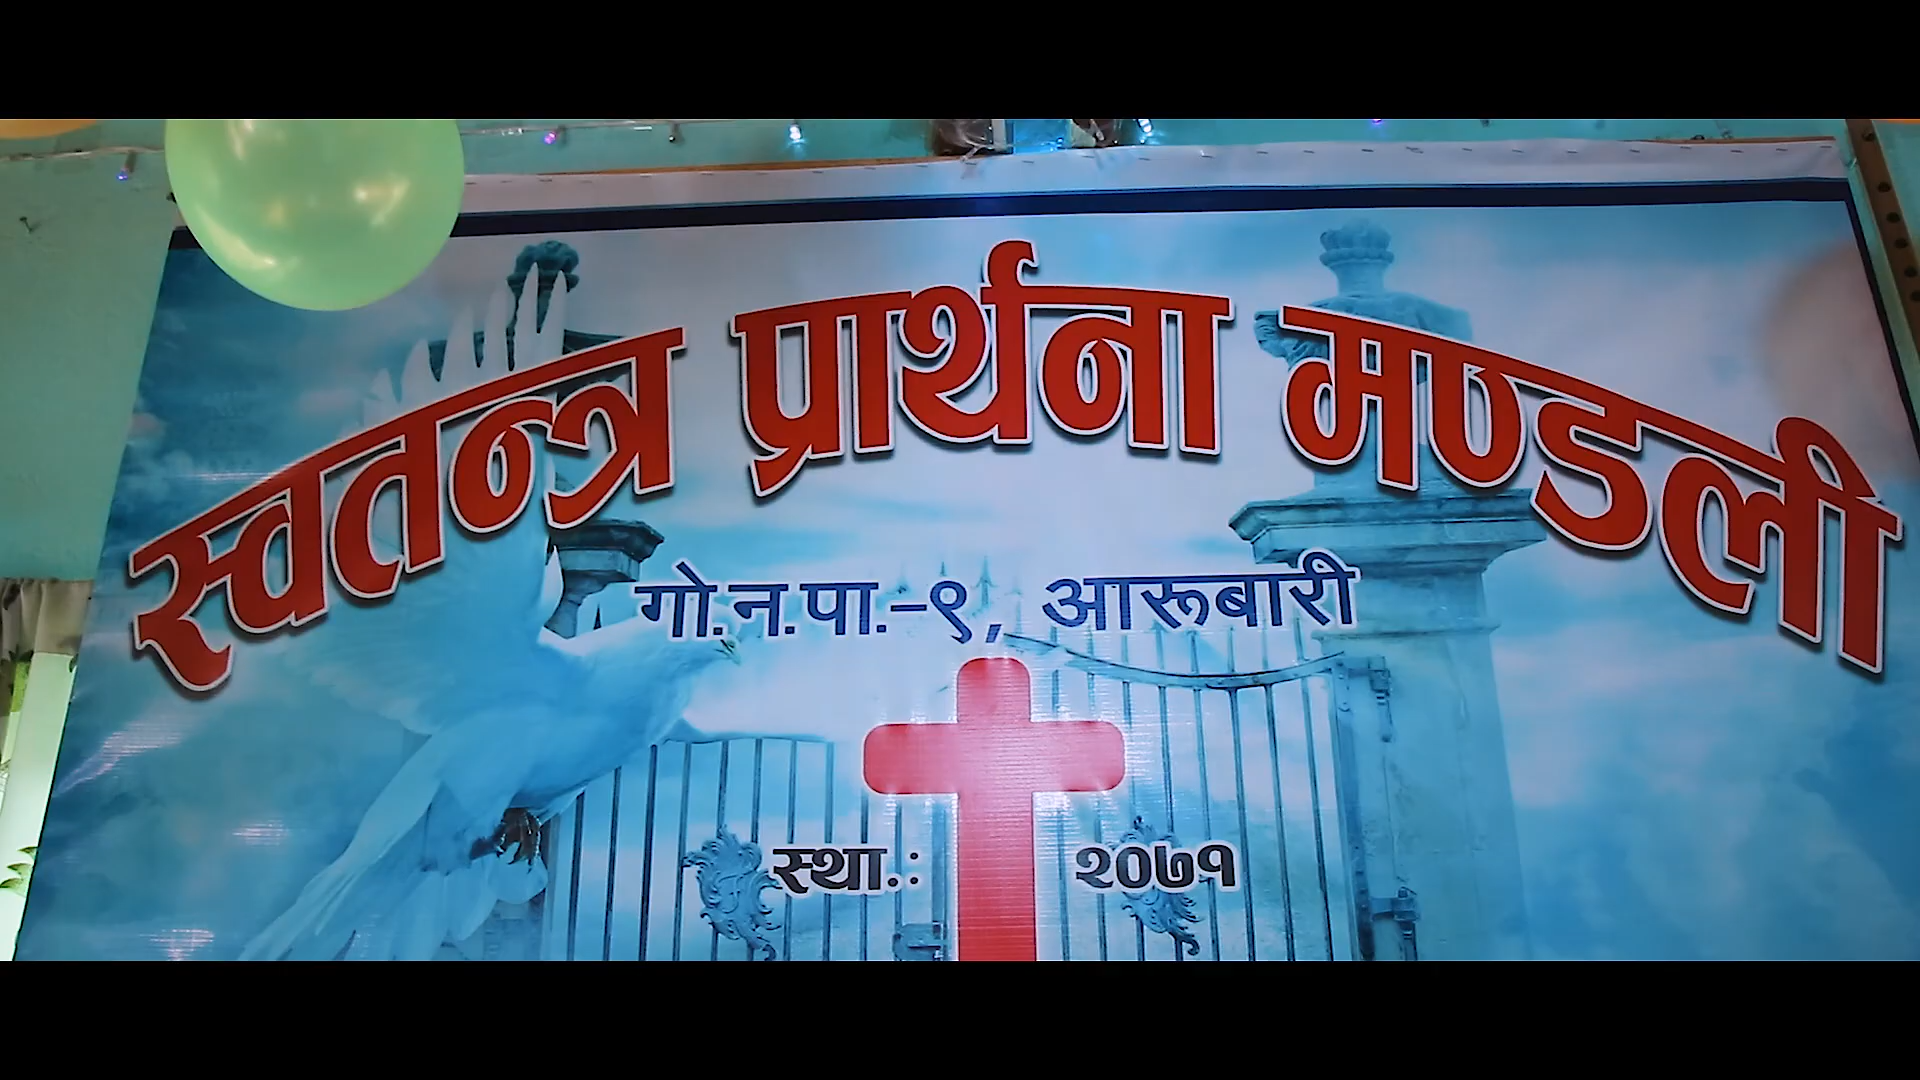 स्वतन्त्र प्रार्थना मण्डली
गो.न.पा.-९, आरूबारी
स्था.: २०७१